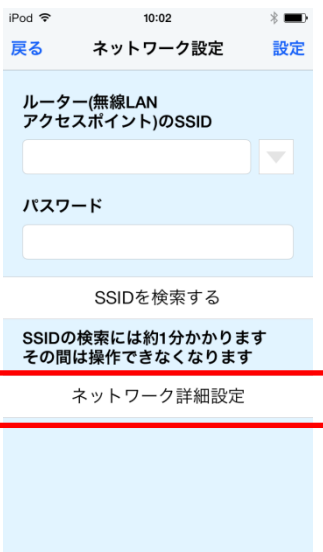 iPod 10:02
戻る ネットワーク設定 設定
ルーター(無線LAN
アクセスポイント)のSSID
パスワード
SSIDを検索する
SSIDの検索には約1分かかります
その間は操作できなくなります
ネットワーク詳細設定